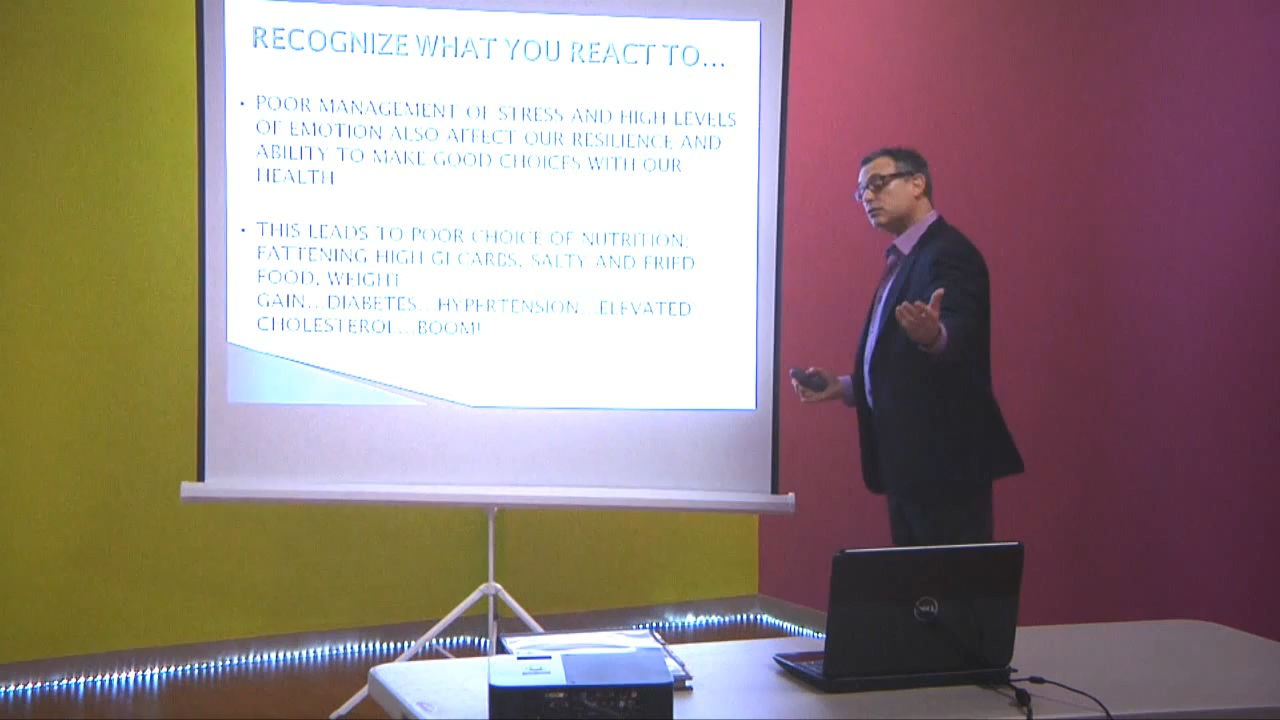 RECOGNIZE WHAT YOU REACT TO...
• POOR MANAGEMENT OF STRESS AND HIGH LEVELS
OF EMOTION ALSO AFFECT OUR RESILIENCE AND
ABILITY TO MAKE GOOD CHOICES WITH OUR
HEALTH
• THIS LEADS TO POOR CHOICE OF NUTRITION:
FATTENING HIGH GI CARBS, SALTY AND FRIED
FOOD, WEIGHT
GAIN...DIABETES...HYPERTENSION...ELEVATED
CHOLESTEROL...BOOM!
DELL